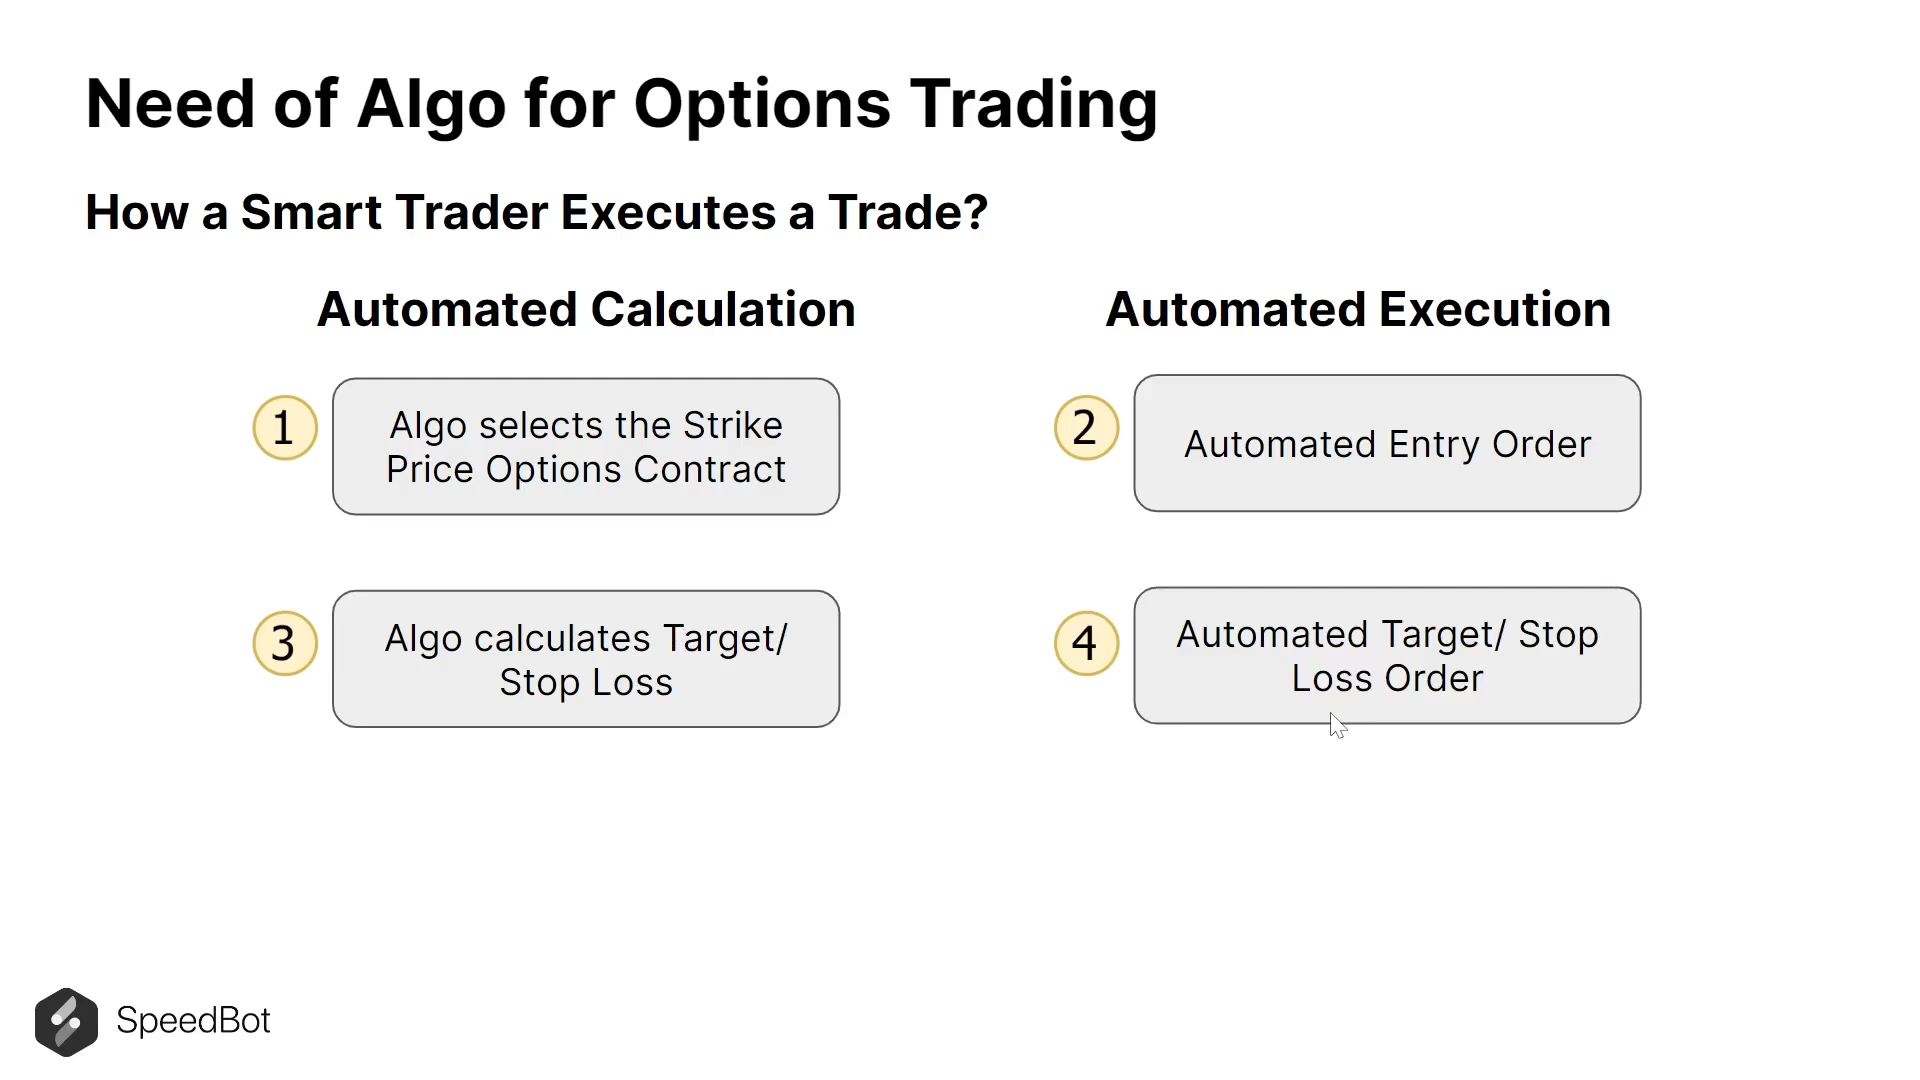 Need of Algo for Options Trading
How a Smart Trader Executes a Trade?
Automated Calculation
Automated Execution
1
Algo selects the Strike
Price Options Contract
2
Automated Entry Order
3
Algo calculates Target/
Stop Loss
4
Automated Target/ Stop
Loss Order
SpeedBot